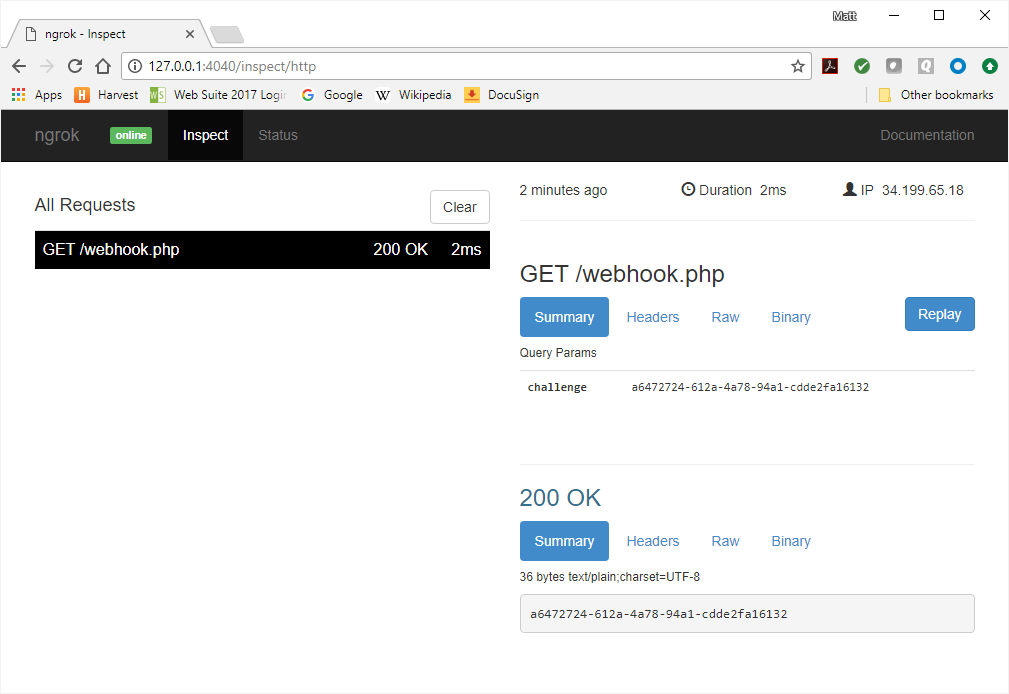 Matt
ngrok - Inspect
127.0.0.1:4040/inspect/http
Apps H Harvest WS Web Suite 2017 Login G Google W Wikipedia DocuSign Other bookmarks
ngrok online Inspect Status Documentation
All Requests
Clear
GET /webhook.php 200 OK 2ms
2 minutes ago Duration 2ms IP 34.199.65.18
GET /webhook.php
Summary Headers Raw Binary Replay
Query Params
challenge a6472724-612a-4a78-94a1-cdde2fa16132
200 OK
Summary Headers Raw Binary
36 bytes text/plain;charset=UTF-8
a6472724-612a-4a78-94a1-cdde2fa16132